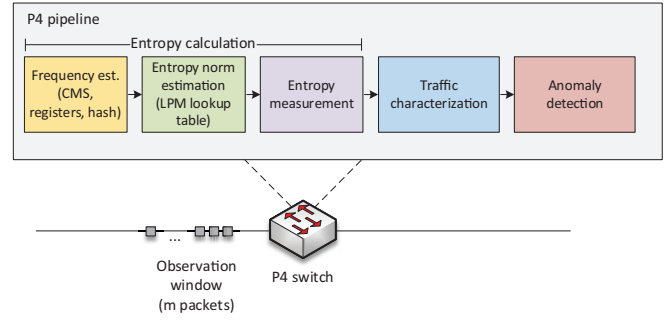 P4 pipeline
Entropy calculation
Frequency est.
(CMS,
registers, hash)
Entropy norm
estimation
(LPM lookup
table)
Entropy
measurement
Traffic
characterization
Anomaly
detection
...
Observation
window
(m packets)
P4 switch